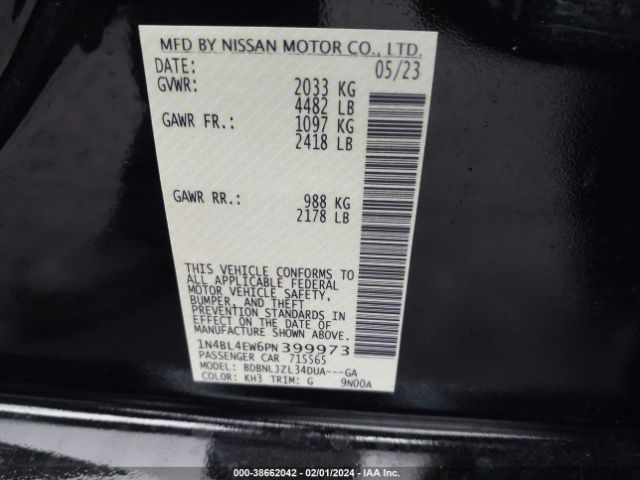 MFD BY NISSAN MOTOR CO., LTD.
DATE: 05/23
GVWR: 2033 KG
4482 LB
GAWR FR.: 1097 KG
2418 LB
GAWR RR.: 988 KG
2178 LB
THIS VEHICLE CONFORMS TO
ALL APPLICABLE FEDERAL
MOTOR VEHICLE SAFETY,
BUMPER, AND THEFT
PREVENTION STANDARDS IN
EFFECT ON THE DATE OF
MANUFACTURE SHOWN ABOVE.
1N4BL4EW6PN399973
PASSENGER CAR 715565
MODEL: BDBNLJZL34DUA---GA
COLOR: KH3 TRIM: G 9N00A
000-38662042 - 02/01/2024 - IAA Inc.